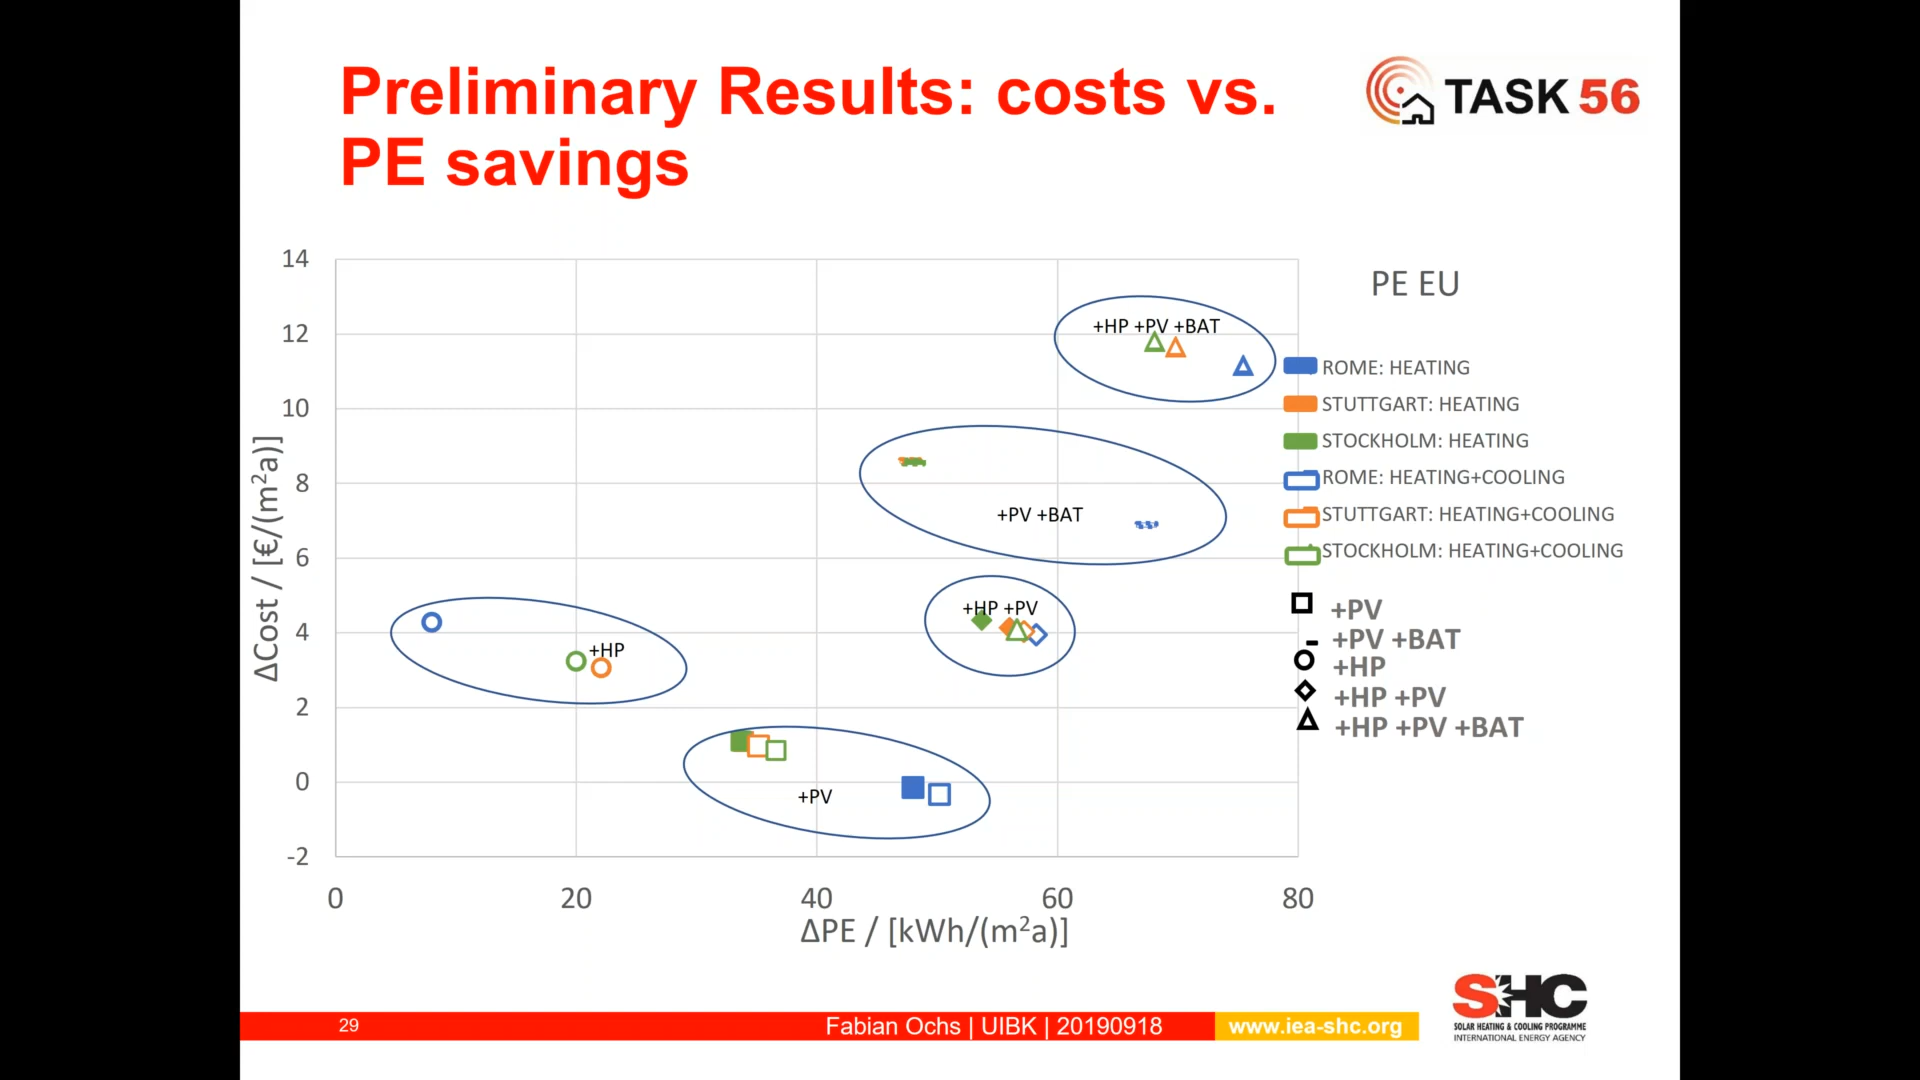 Preliminary Results: costs vs.
PE savings
TASK 56
PE EU
14
12
10
8
6
4
2
0
-2
ΔCost / [€/(m²a)]
0 20 40 60 80
ΔPE / [kWh/(m²a)]
+HP +PV +BAT
+PV +BAT
+HP +PV
+HP
+PV
ROME: HEATING
STUTTGART: HEATING
STOCKHOLM: HEATING
ROME: HEATING+COOLING
STUTTGART: HEATING+COOLING
STOCKHOLM: HEATING+COOLING
+PV
+PV +BAT
+HP
+HP +PV
+HP +PV +BAT
29
Fabian Ochs | UIBK | 20190918
www.iea-shc.org
SHC
SOLAR HEATING & COOLING PROGRAMME
INTERNATIONAL ENERGY AGENCY